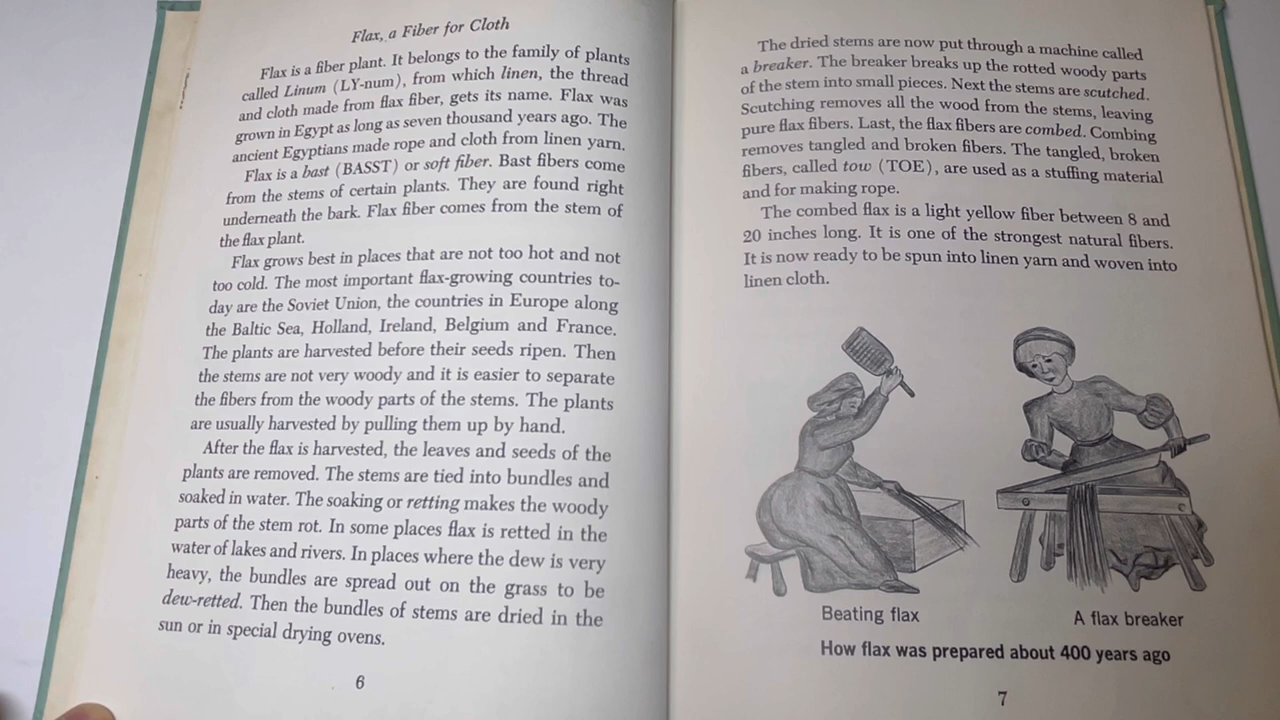 Flax, a Fiber for Cloth
Flax is a fiber plant. It belongs to the family of plants
called Linum (LY-num), from which linen, the thread
and cloth made from flax fiber, gets its name. Flax was
grown in Egypt as long as seven thousand years ago. The
ancient Egyptians made rope and cloth from linen yarn.
Flax is a bast (BASST) or soft fiber. Bast fibers come
from the stems of certain plants. They are found right
underneath the bark. Flax fiber comes from the stem of
the flax plant.
Flax grows best in places that are not too hot and not
too cold. The most important flax-growing countries to-
day are the Soviet Union, the countries in Europe along
the Baltic Sea, Holland, Ireland, Belgium and France.
The plants are harvested before their seeds ripen. Then
the stems are not very woody and it is easier to separate
the fibers from the woody parts of the stems. The plants
are usually harvested by pulling them up by hand.
After the flax is harvested, the leaves and seeds of the
plants are removed. The stems are tied into bundles and
soaked in water. The soaking or retting makes the woody
parts of the stem rot. In some places flax is retted in the
water of lakes and rivers. In places where the dew is very
heavy, the bundles are spread out on the grass to be
dew-retted. Then the bundles of stems are dried in the
sun or in special drying ovens.
6
The dried stems are now put through a machine called
a breaker. The breaker breaks up the rotted woody parts
of the stem into small pieces. Next the stems are scutched.
Scutching removes all the wood from the stems, leaving
pure flax fibers. Last, the flax fibers are combed. Combing
removes tangled and broken fibers. The tangled, broken
fibers, called tow (TOE), are used as a stuffing material
and for making rope.
The combed flax is a light yellow fiber between 8 and
20 inches long. It is one of the strongest natural fibers.
It is now ready to be spun into linen yarn and woven into
linen cloth.
Beating flax
A flax breaker
How flax was prepared about 400 years ago
7